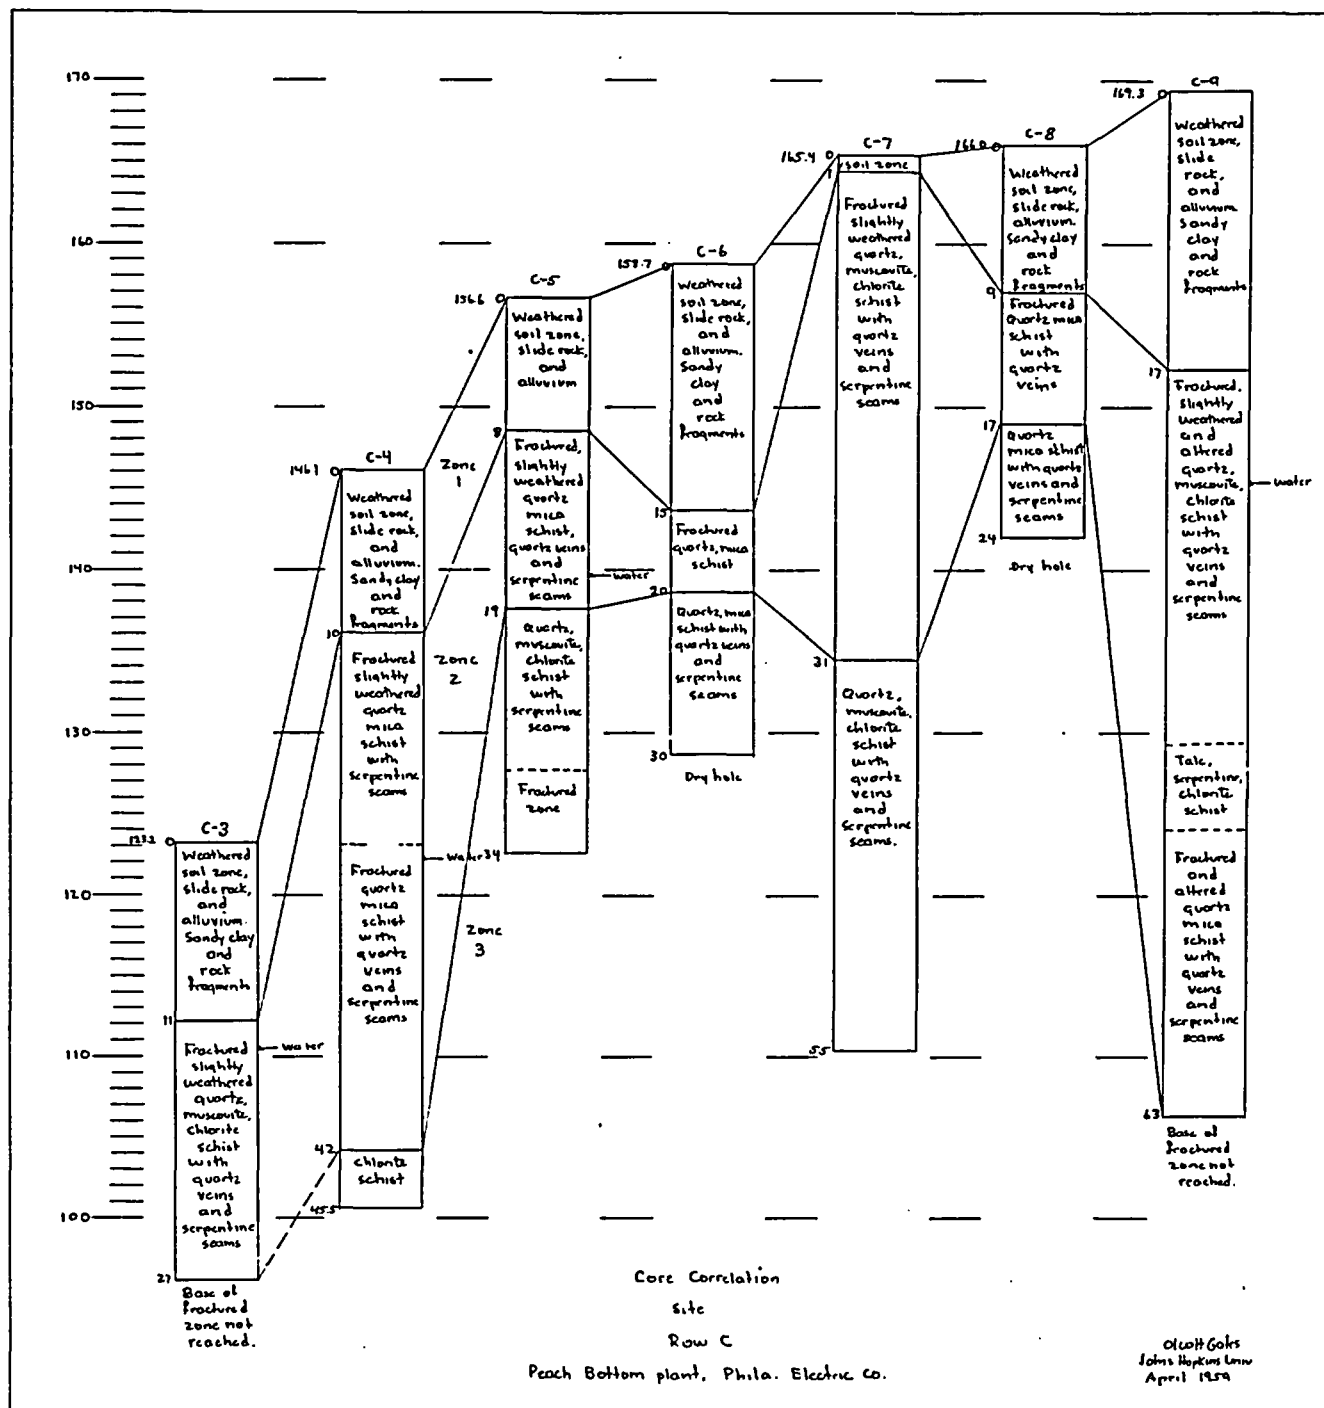 170
160
150
140
130
120
110
100
C-3
0
Weathered
soil zone,
slide rock,
and
alluvium.
Sandy clay
and
rock
fragments
11
Water
Fractured
slightly
weathered
quartz,
muscovite,
chlorite
schist
with
quartz
veins
and
serpentine
seams
27
Base of
fractured
zone not
reached.
146.1 0
C-4
Weathered
soil zone,
slide rock,
and
alluvium.
Sandy clay
and
rock
fragments
10
Fractured
slightly
weathered
quartz
mica
schist
with
serpentine
seams
Water
Fractured
quartz
mica
schist
with
quartz
veins
and
serpentine
seams
42
Chlorite
schist
45.5
Zone
1
Zone
2
Zone
3
156.6 0
C-5
Weathered
soil zone,
slide rock,
and
alluvium
8
Fractured,
slightly
weathered
quartz
mica
schist,
quartz veins
and
serpentine
seams
Water
19
Quartz,
muscovite,
chlorite
schist
with
serpentine
seams
Fractured
zone
34
158.7 0
C-6
Weathered
soil zone,
slide rock,
and
alluvium.
Sandy
clay
and
rock
fragments
15
Fractured
quartz, mica
schist
20
Quartz, mica
schist with
quartz veins
and
serpentine
seams
30
Dry hole
165.4 0
C-7
soil zone
1
Fractured
slightly
weathered
quartz,
muscovite,
chlorite
schist
with
quartz
veins
and
serpentine
seams
31
Quartz,
muscovite,
chlorite
schist
with
quartz
veins
and
serpentine
seams.
55
166.0
C-8
Weathered
soil zone,
slide rock,
alluvium.
Sandy clay
and
rock
fragments
9
Fractured
Quartz mica
schist
with
quartz
veins
17
Quartz
mica schist
with quartz
veins and
serpentine
seams
24
Dry hole
169.3 0
C-9
Weathered
soil zone,
slide
rock,
and
alluvium
Sandy
clay
and
rock
fragments
17
Fractured,
slightly
weathered
and
altered
quartz,
muscovite,
chlorite
schist
with
quartz
veins
and
serpentine
seams
Water
Talc,
serpentine,
chlorite
schist
Fractured
and
altered
quartz
mica
schist
with
quartz
veins
and
serpentine
seams
63
Base of
fractured
zone not
reached.
Core Correlation
Site
Row C
Peach Bottom plant, Phila. Electric Co.
Johns Hopkins Univ
April 1959